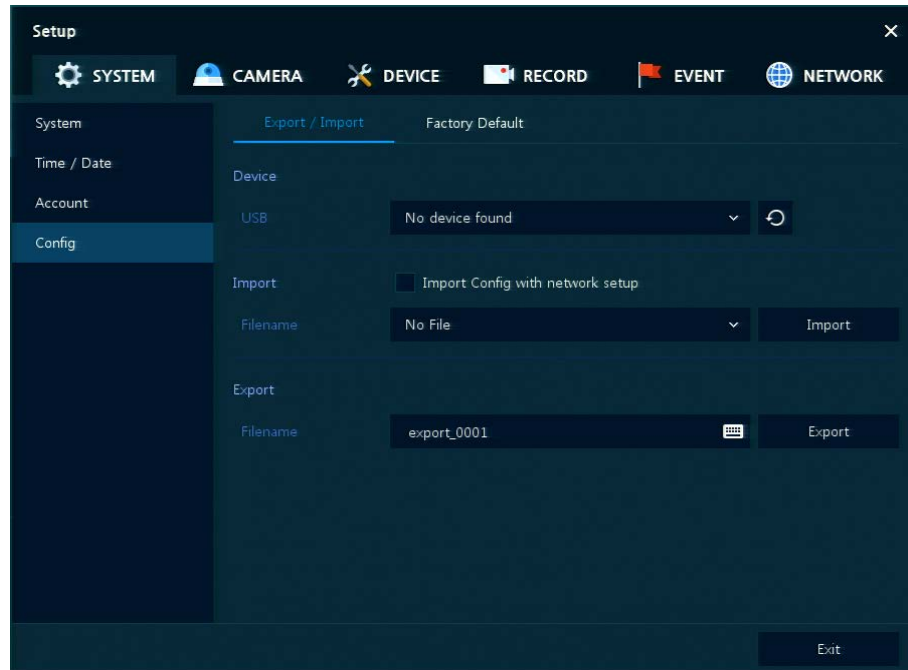 Setup
SYSTEM CAMERA DEVICE RECORD EVENT NETWORK
System
Time / Date
Account
Config
Export / Import Factory Default
Device
USB No device found
Import Import Config with network setup
Filename No File Import
Export
Filename export_0001 Export
Exit